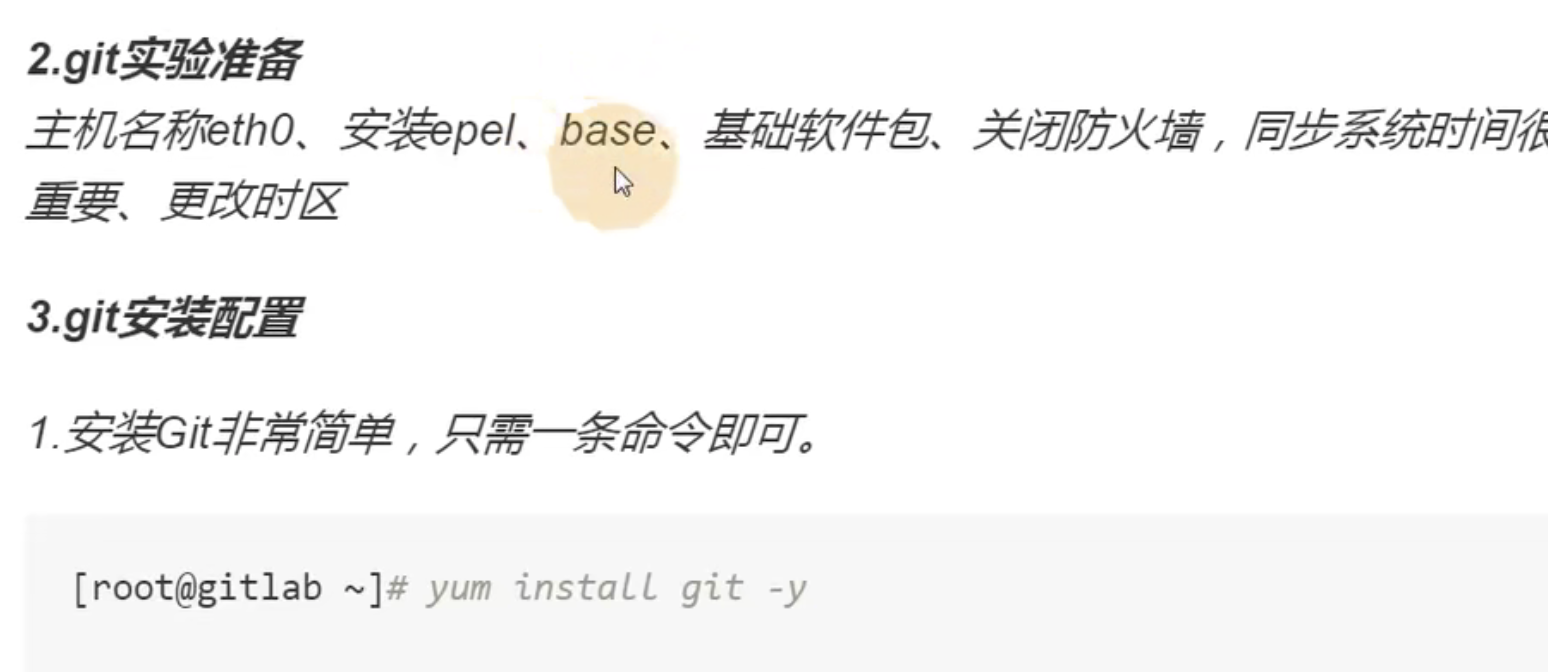 2.git实验准备
主机名称eth0、安装epel、base、基础软件包、关闭防火墙，同步系统时间很
重要、更改时区
3.git安装配置
1.安装Git非常简单，只需一条命令即可。
[root@gitlab ~]# yum install git -y